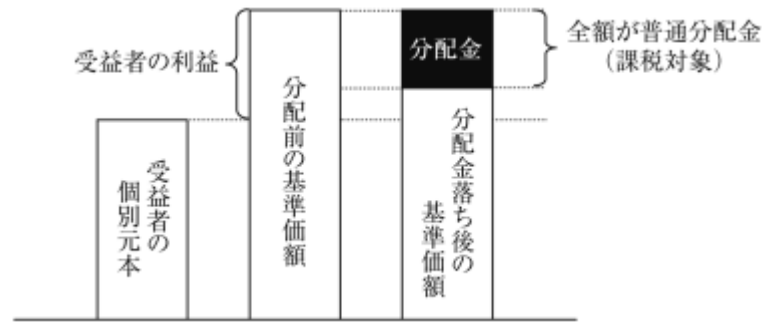 受益者の利益
分配金
全額が普通分配金
(課税対象)
受益者の
個別元本
分配前の基準価額
分配金落ち後の
基準価額